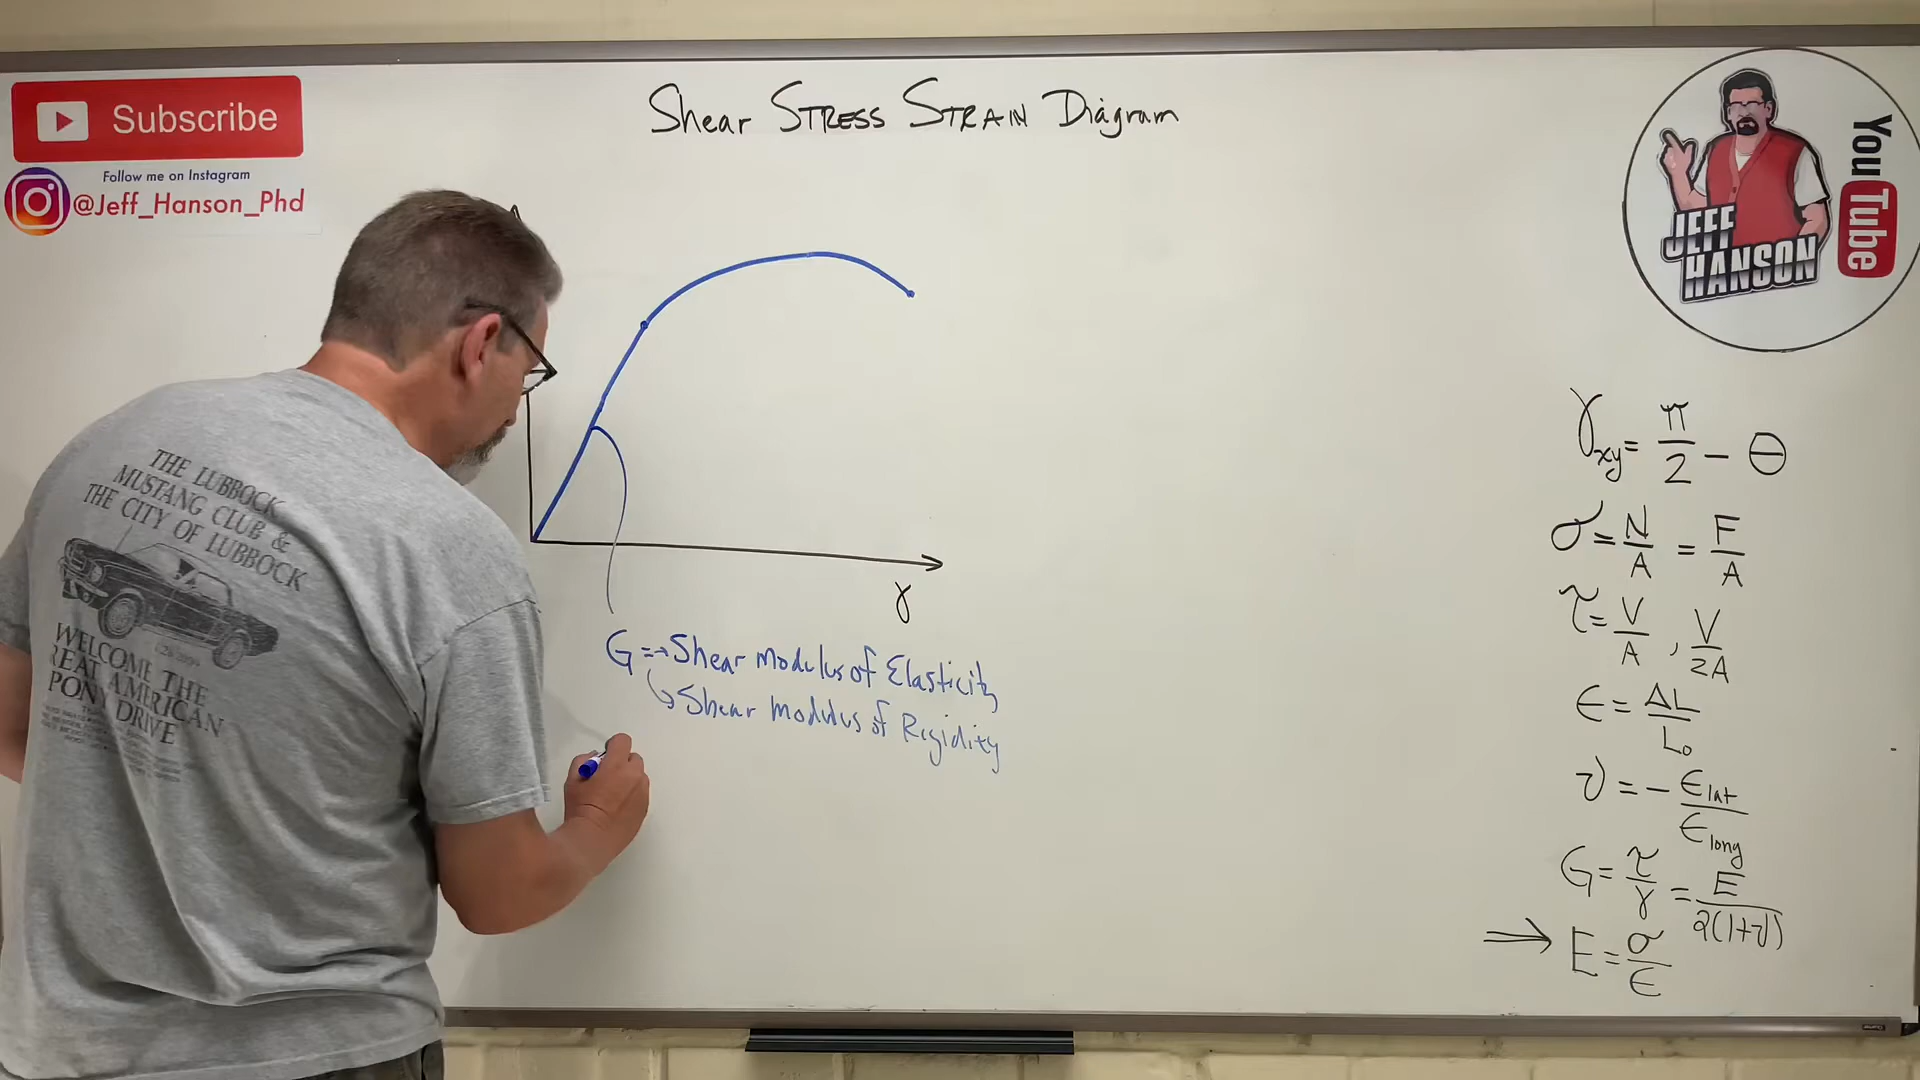 Subscribe
Follow me on Instagram
@Jeff_Hanson_Phd
Shear STRESS STRAIN Diagram
YouTube
JEFF
HANSON
γ
G =→ Shear Modulus of Elasticity
↳ Shear Modulus of Rigidity
γxy = π/2 - θ
σ = N/A = F/A
τ = V/A , V/2A
ϵ = ΔL/L₀
ν = - ϵlat/ϵlong
G = τ/γ = E/2(1+ν)
⇒ E = σ/ϵ
THE LUBBOCK
MUSTANG CLUB &
THE CITY OF LUBBOCK
WELCOME THE
GREAT AMERICAN
PONY DRIVE